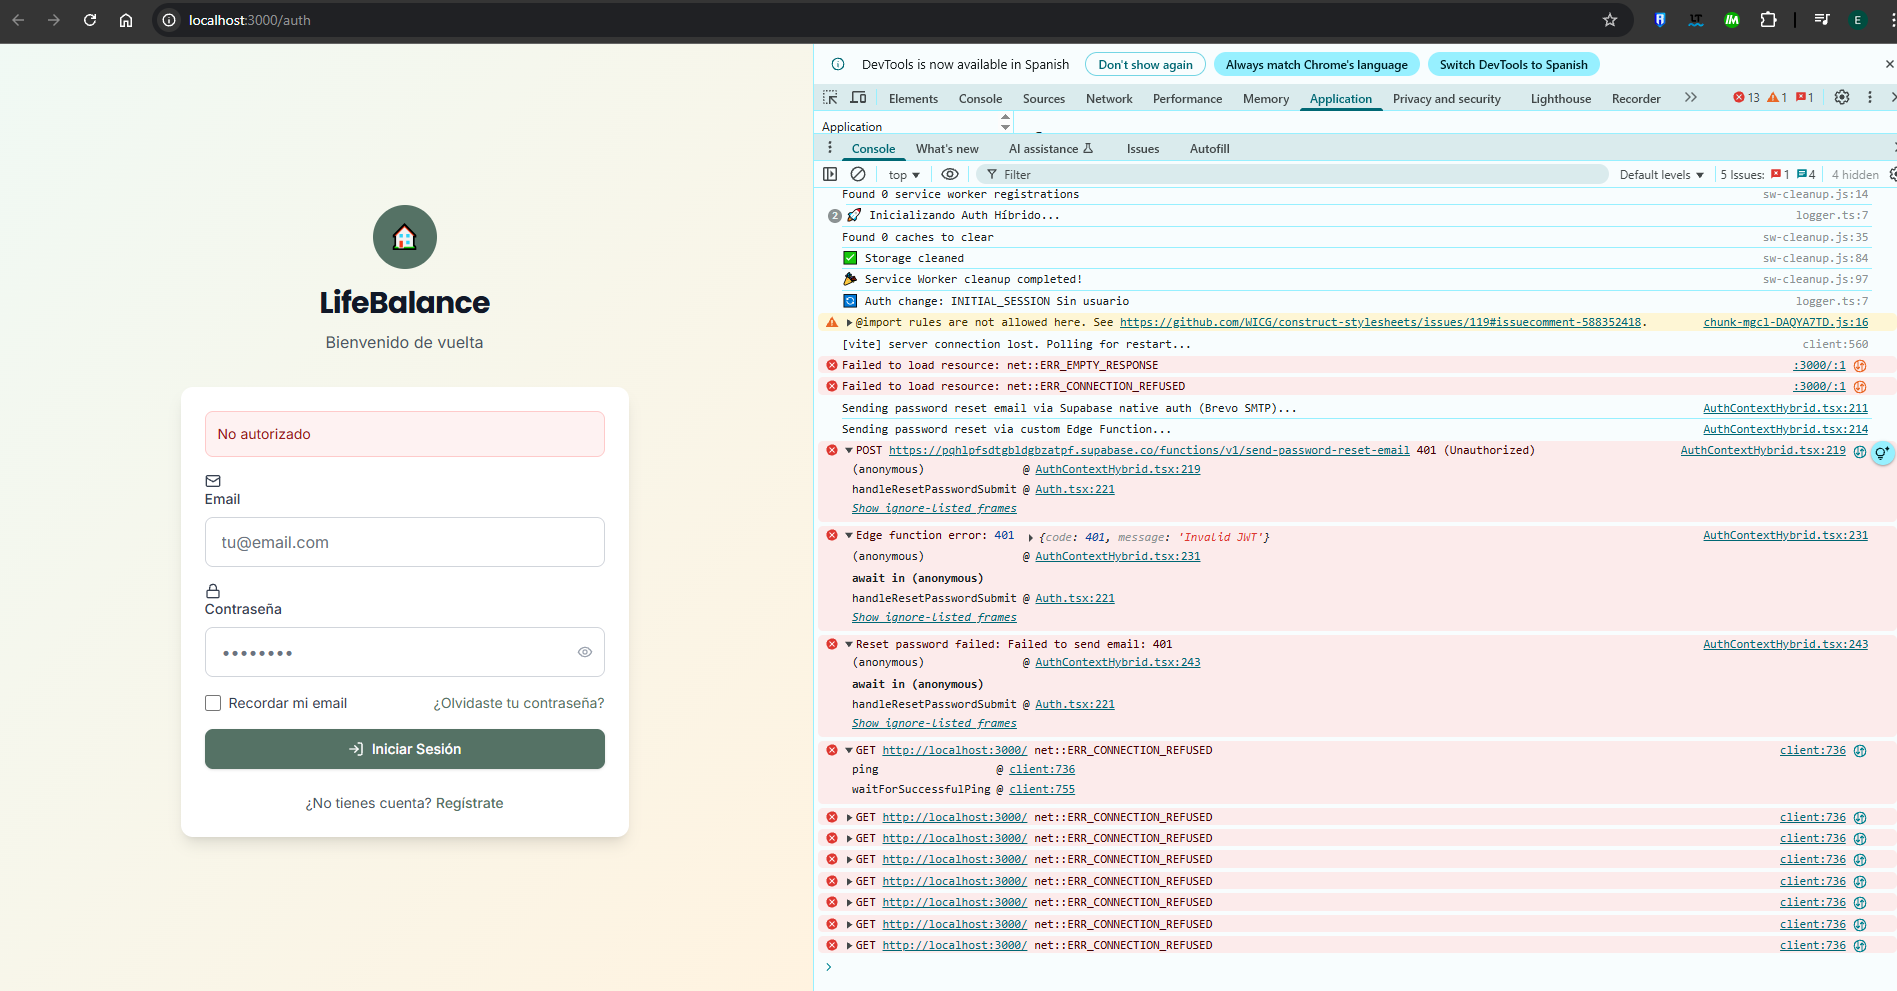 localhost:3000/auth
E
LifeBalance
Bienvenido de vuelta
No autorizado
Email
tu@email.com
Contraseña
Recordar mi email
¿Olvidaste tu contraseña?
Iniciar Sesión
¿No tienes cuenta? Regístrate
DevTools is now available in Spanish Don't show again Always match Chrome's language Switch DevTools to Spanish
Elements Console Sources Network Performance Memory Application Privacy and security Lighthouse Recorder 13 1 1
Application
Console What's new AI assistance Issues Autofill
top Filter Default levels 5 Issues: 1 4 4 hidden
Found 0 service worker registrations sw-cleanup.js:14
2 🚀 Inicializando Auth Híbrido... logger.ts:7
Found 0 caches to clear sw-cleanup.js:35
✅ Storage cleaned sw-cleanup.js:84
🎉 Service Worker cleanup completed! sw-cleanup.js:97
🔄 Auth change: INITIAL_SESSION Sin usuario logger.ts:7
@import rules are not allowed here. See https://github.com/WICG/construct-stylesheets/issues/119#issuecomment-588352418. chunk-mgcl-DAQYA7TD.js:16
[vite] server connection lost. Polling for restart... client:560
Failed to load resource: net::ERR_EMPTY_RESPONSE :3000/:1
Failed to load resource: net::ERR_CONNECTION_REFUSED :3000/:1
Sending password reset email via Supabase native auth (Brevo SMTP)... AuthContextHybrid.tsx:211
Sending password reset via custom Edge Function... AuthContextHybrid.tsx:214
POST https://pqhlpfsdtgbldgbzatpf.supabase.co/functions/v1/send-password-reset-email 401 (Unauthorized) AuthContextHybrid.tsx:219
(anonymous) @ AuthContextHybrid.tsx:219
handleResetPasswordSubmit @ Auth.tsx:221
Show ignore-listed frames
Edge function error: 401 {code: 401, message: 'Invalid JWT'} AuthContextHybrid.tsx:231
(anonymous) @ AuthContextHybrid.tsx:231
await in (anonymous)
handleResetPasswordSubmit @ Auth.tsx:221
Show ignore-listed frames
Reset password failed: Failed to send email: 401 AuthContextHybrid.tsx:243
(anonymous) @ AuthContextHybrid.tsx:243
await in (anonymous)
handleResetPasswordSubmit @ Auth.tsx:221
Show ignore-listed frames
GET http://localhost:3000/ net::ERR_CONNECTION_REFUSED client:736
ping @ client:736
waitForSuccessfulPing @ client:755
GET http://localhost:3000/ net::ERR_CONNECTION_REFUSED client:736
GET http://localhost:3000/ net::ERR_CONNECTION_REFUSED client:736
GET http://localhost:3000/ net::ERR_CONNECTION_REFUSED client:736
GET http://localhost:3000/ net::ERR_CONNECTION_REFUSED client:736
GET http://localhost:3000/ net::ERR_CONNECTION_REFUSED client:736
GET http://localhost:3000/ net::ERR_CONNECTION_REFUSED client:736
GET http://localhost:3000/ net::ERR_CONNECTION_REFUSED client:736